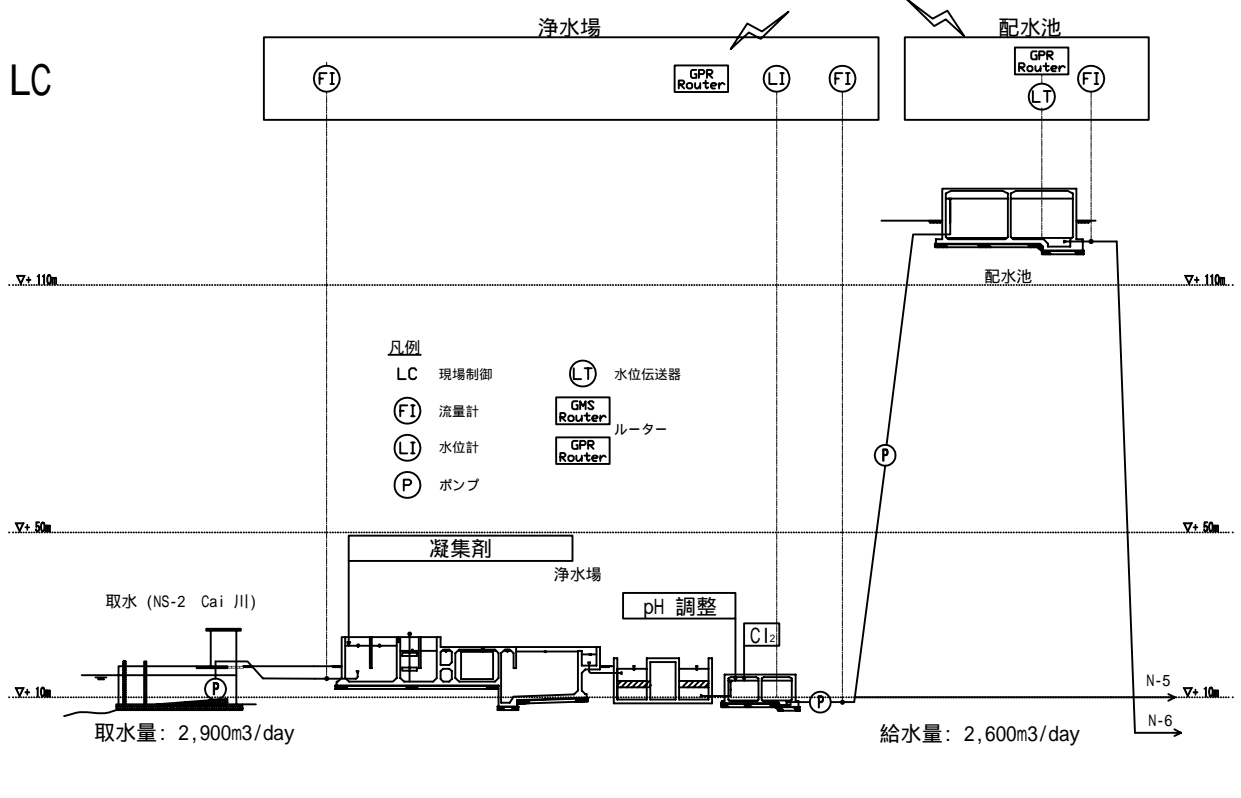 浄水場
配水池
LC
FI
GPR
Router
LI
FI
GPR
Router
LT
FI
配水池
▽+ 110m
▽+ 110m
凡例
LC 現場制御
LT 水位伝送器
FI 流量計
GMS
Router
ルーター
LI 水位計
GPR
Router
P ポンプ
P
▽+ 50m
▽+ 50m
凝集剤
浄水場
取水 (NS-2 Cai 川)
pH 調整
Cl₂
P
▽+ 10m
P
N-5
▽+ 10m
N-6
取水量: 2,900m3/day
給水量: 2,600m3/day